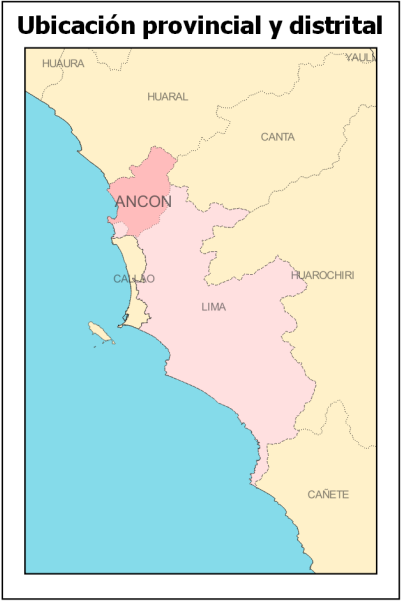 Ubicación provincial y distrital
YAULI
HUAURA
HUARAL
CANTA
ANCON
CALLAO
HUAROCHIRI
LIMA
CAÑETE